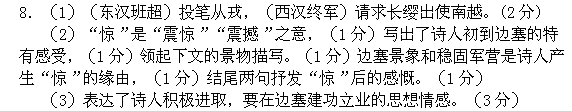 8. （1）（东汉班超）投笔从戎，（西汉终军）请求长缨出使南越。（2分）
（2）“惊”是“震惊”“震撼”之意，（1分）写出了诗人初到边塞的特
有感受，（1分）领起下文的景物描写。（1分）边塞景象和稳固军营是诗人产
生“惊”的缘由，（1分）结尾两句抒发“惊”后的感慨。（1分）
（3）表达了诗人积极进取，要在边塞建功立业的思想情感。（3分）